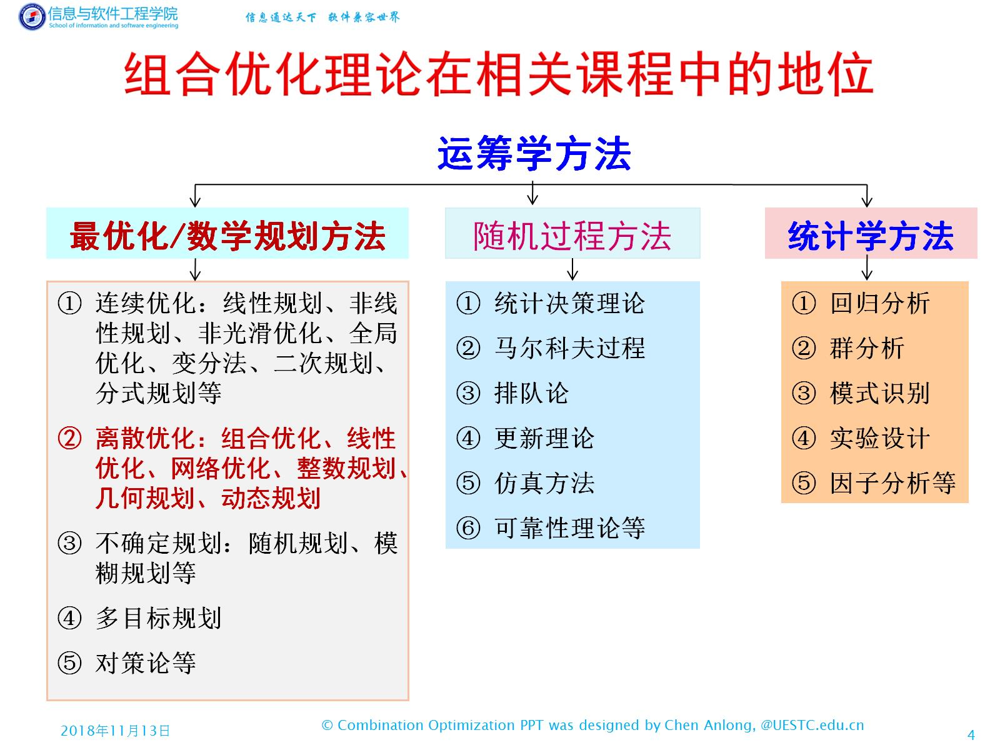 信息与软件工程学院
School of information and software engineering
信息通达天下 软件兼容世界
组合优化理论在相关课程中的地位
运筹学方法
最优化/数学规划方法
① 连续优化：线性规划、非线
性规划、非光滑优化、全局
优化、变分法、二次规划、
分式规划等
② 离散优化：组合优化、线性
优化、网络优化、整数规划、
几何规划、动态规划
③ 不确定规划：随机规划、模
糊规划等
④ 多目标规划
⑤ 对策论等
随机过程方法
① 统计决策理论
② 马尔科夫过程
③ 排队论
④ 更新理论
⑤ 仿真方法
⑥ 可靠性理论等
统计学方法
① 回归分析
② 群分析
③ 模式识别
④ 实验设计
⑤ 因子分析等
2018年11月13日
© Combination Optimization PPT was designed by Chen Anlong, @UESTC.edu.cn
4